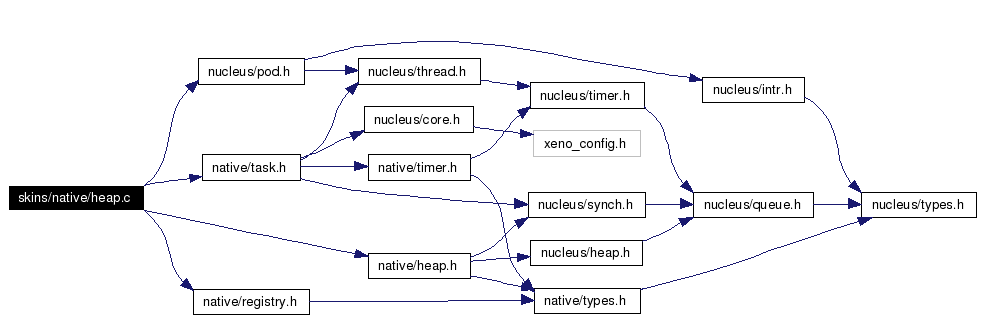 nucleus/pod.h
nucleus/thread.h
nucleus/intr.h
nucleus/timer.h
nucleus/core.h
xeno_config.h
native/task.h
native/timer.h
skins/native/heap.c
nucleus/synch.h
nucleus/queue.h
nucleus/types.h
nucleus/heap.h
native/heap.h
native/registry.h
native/types.h